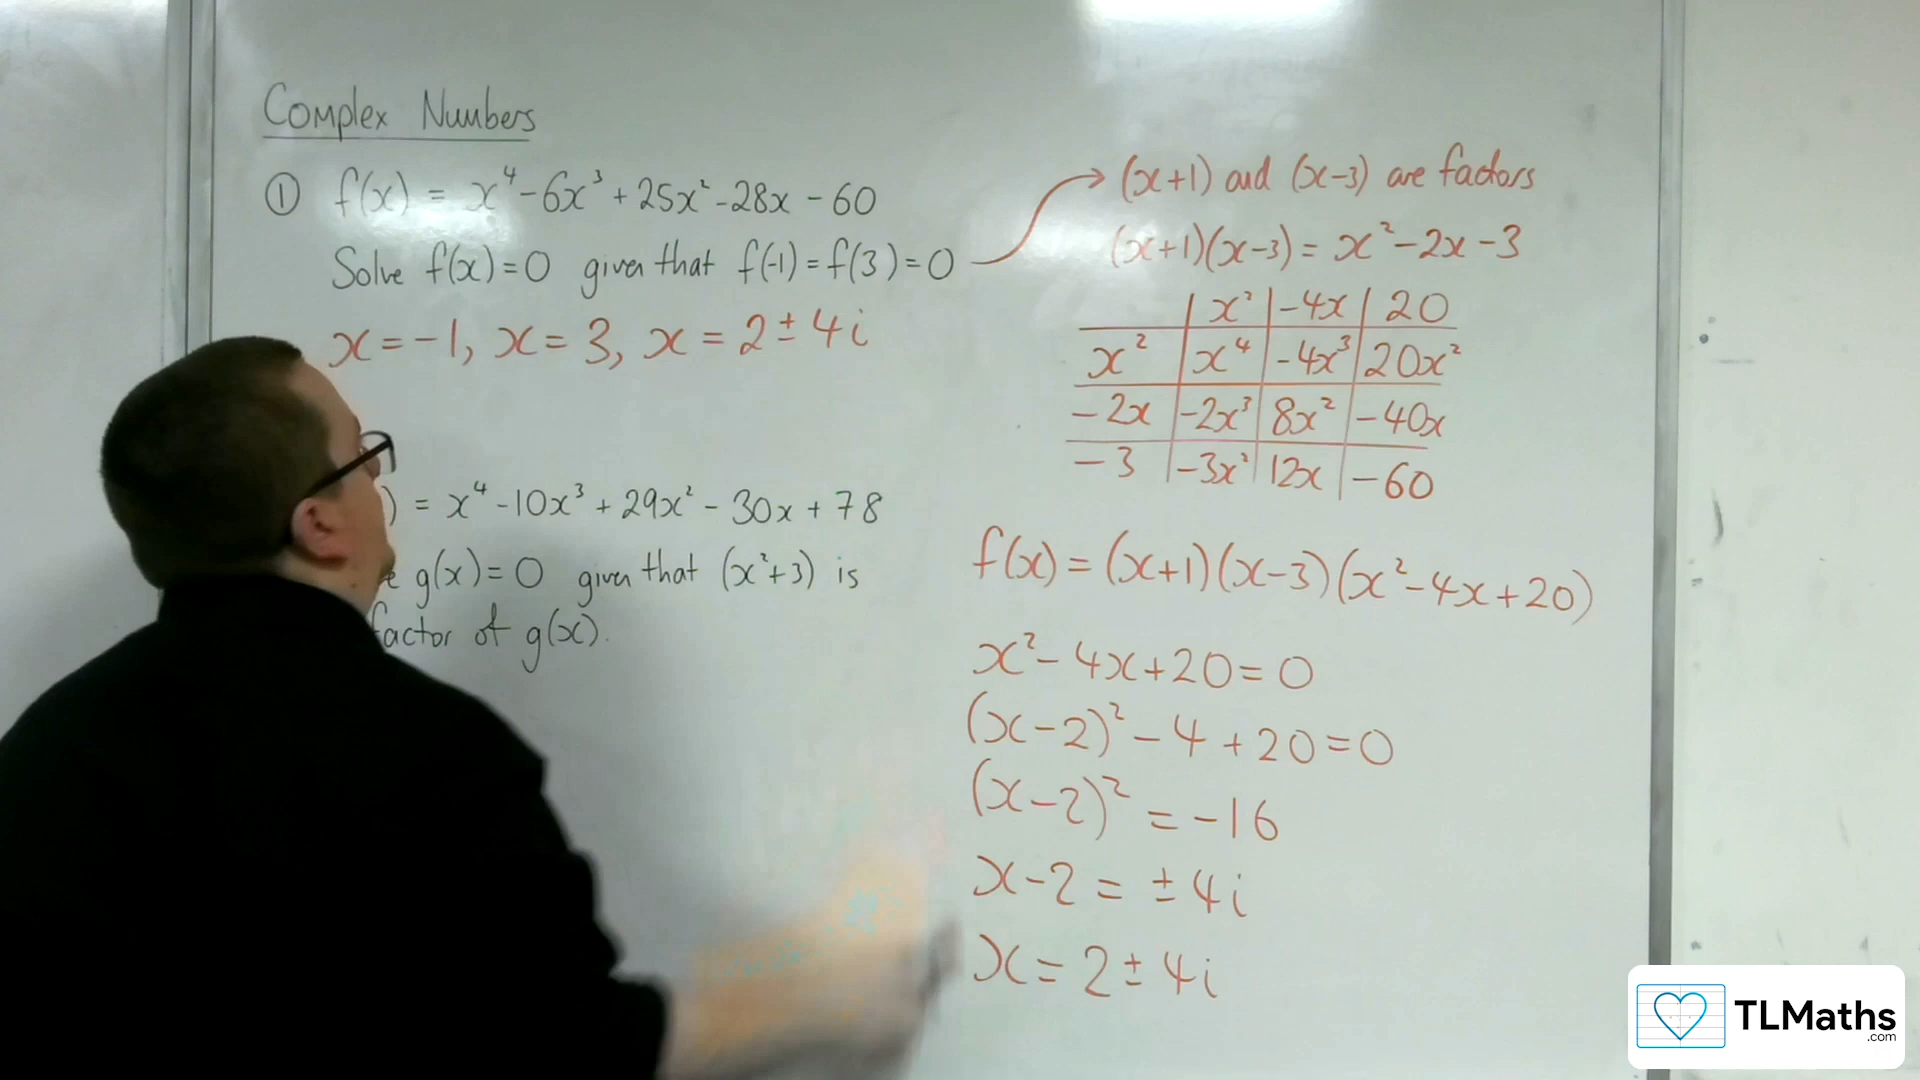 Complex Numbers
① f(x) = x⁴ - 6x³ + 25x² - 28x - 60
Solve f(x) = 0 given that f(-1) = f(3) = 0
x = -1, x = 3, x = 2 ± 4i
) = x⁴ - 10x³ + 29x² - 30x + 78
g(x) = 0 given that (x² + 3) is
factor of g(x).
→ (x+1) and (x-3) are factors
(x+1)(x-3) = x² - 2x - 3
x² | -4x | 20
x² | x⁴ | -4x³ | 20x²
-2x | -2x³ | 8x² | -40x
-3 | -3x² | 12x | -60
f(x) = (x+1)(x-3)(x² - 4x + 20)
x² - 4x + 20 = 0
(x-2)² - 4 + 20 = 0
(x-2)² = -16
x - 2 = ± 4i
x = 2 ± 4i
TLMaths
.com